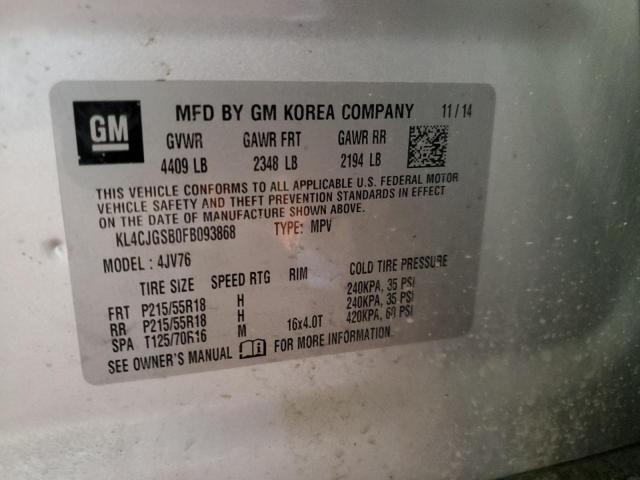 GM
MFD BY GM KOREA COMPANY 11/14
GVWR GAWR FRT GAWR RR
4409 LB 2348 LB 2194 LB
THIS VEHICLE CONFORMS TO ALL APPLICABLE U.S. FEDERAL MOTOR
VEHICLE SAFETY AND THEFT PREVENTION STANDARDS IN EFFECT
ON THE DATE OF MANUFACTURE SHOWN ABOVE.
KL4CJGSB0FB093868 TYPE: MPV
MODEL : 4JV76
TIRE SIZE SPEED RTG RIM COLD TIRE PRESSURE
FRT P215/55R18 H 240KPA, 35 PSI
RR P215/55R18 H 240KPA, 35 PSI
SPA T125/70R16 M 16x4.0T 420KPA, 60 PSI
SEE OWNER'S MANUAL FOR MORE INFORMATION.